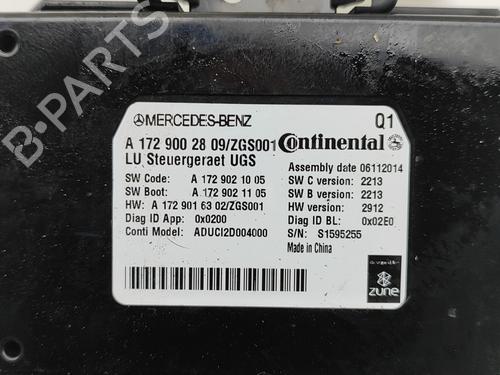 B-PARTS
MERCEDES-BENZ Q1
A 172 900 28 09/ZGS001 Continental
LU Steuergeraet UGS
Assembly date 06112014
SW Code: A 172 902 10 05
SW C version: 2213
SW Boot: A 172 902 11 05
SW B version: 2213
HW: A 172 901 63 02/ZGS001
HW version: 2912
Diag ID App: 0x0200
Diag ID BL: 0x02E0
Conti Model: ADUCI2D004000
S/N: S1595255
Made in China
zune